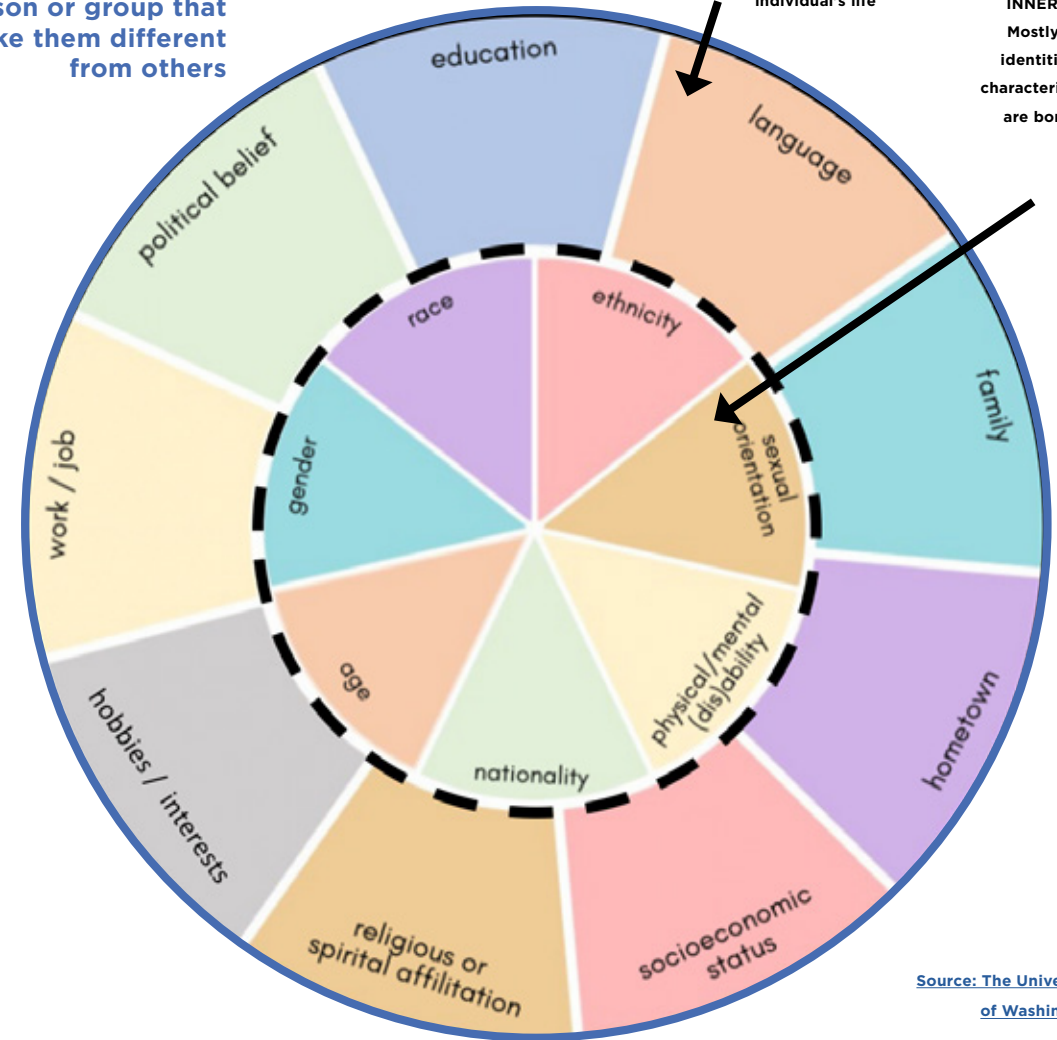 son or group that
ke them different
from others
individual's life
INNER
Mostly
identiti
characteri
are bor
education
language
family
hometown
socioeconomic
status
religious or
spirital affilitation
hobbies / interests
work / job
political belief
race
ethnicity
sexual
orientation
physical/mental
(dis)ability
nationality
age
gender
Source: The Unive
of Washin